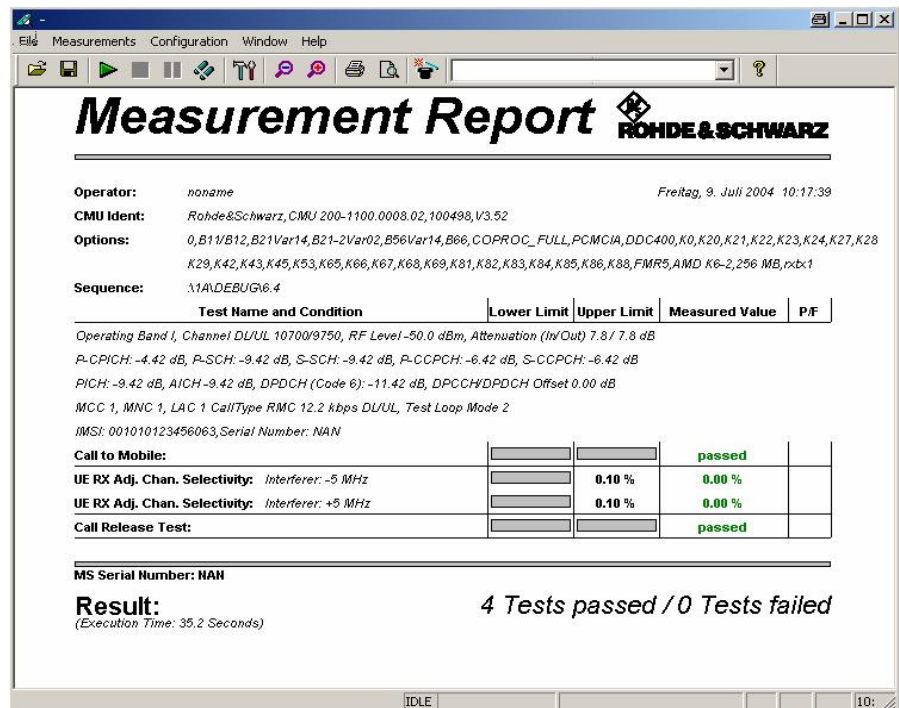 -
File Measurements Configuration Window Help
Measurement Report ROHDE&SCHWARZ
Operator: noname Freitag, 9. Juli 2004 10:17:39
CMU Ident: Rohde&Schwarz,CMU 200-1100.0008.02,100498,V3.52
Options: 0,B11/B12,B21Var14,B21-2Var02,B56Var14,B66,COPROC_FULL,PCMCIA,DDC400,K0,K20,K21,K22,K23,K24,K27,K28
K29,K42,K43,K45,K53,K65,K66,K67,K68,K69,K81,K82,K83,K84,K85,K86,K88,FMR5,AMD K6-2,256 MB,rxtx1
Sequence: .\1A\DEBUG\6.4
Test Name and Condition Lower Limit Upper Limit Measured Value P/F
Operating Band I, Channel DL/UL 10700/9750, RF Level -50.0 dBm, Attenuation (In/Out) 7.8 / 7.8 dB
P-CPICH: -4.42 dB, P-SCH: -9.42 dB, S-SCH: -9.42 dB, P-CCPCH: -6.42 dB, S-CCPCH: -6.42 dB
PICH: -9.42 dB, AICH -9.42 dB, DPDCH (Code 6): -11.42 dB, DPCCH/DPDCH Offset 0.00 dB
MCC 1, MNC 1, LAC 1 CallType RMC 12.2 kbps DL/UL, Test Loop Mode 2
IMSI: 001010123456063,Serial Number: NAN
Call to Mobile: passed
UE RX Adj. Chan. Selectivity: Interferer: -5 MHz 0.10 % 0.00 %
UE RX Adj. Chan. Selectivity: Interferer: +5 MHz 0.10 % 0.00 %
Call Release Test: passed
MS Serial Number: NAN
Result: 4 Tests passed / 0 Tests failed
(Execution Time: 35.2 Seconds)
IDLE 10: